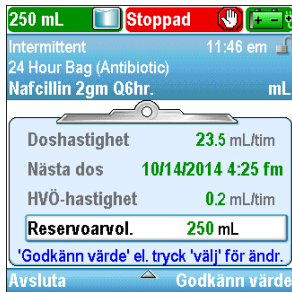 250 mL Stoppad
Intermittent 11:46 em
24 Hour Bag (Antibiotic)
Nafcillin 2gm Q6hr. mL
Doshastighet 23.5 mL/tim
Nästa dos 10/14/2014 4:25 fm
HVÖ-hastighet 0.2 mL/tim
Reservoarvol. 250 mL
'Godkänn värde' el. tryck 'välj' för ändr.
Avsluta Godkänn värde